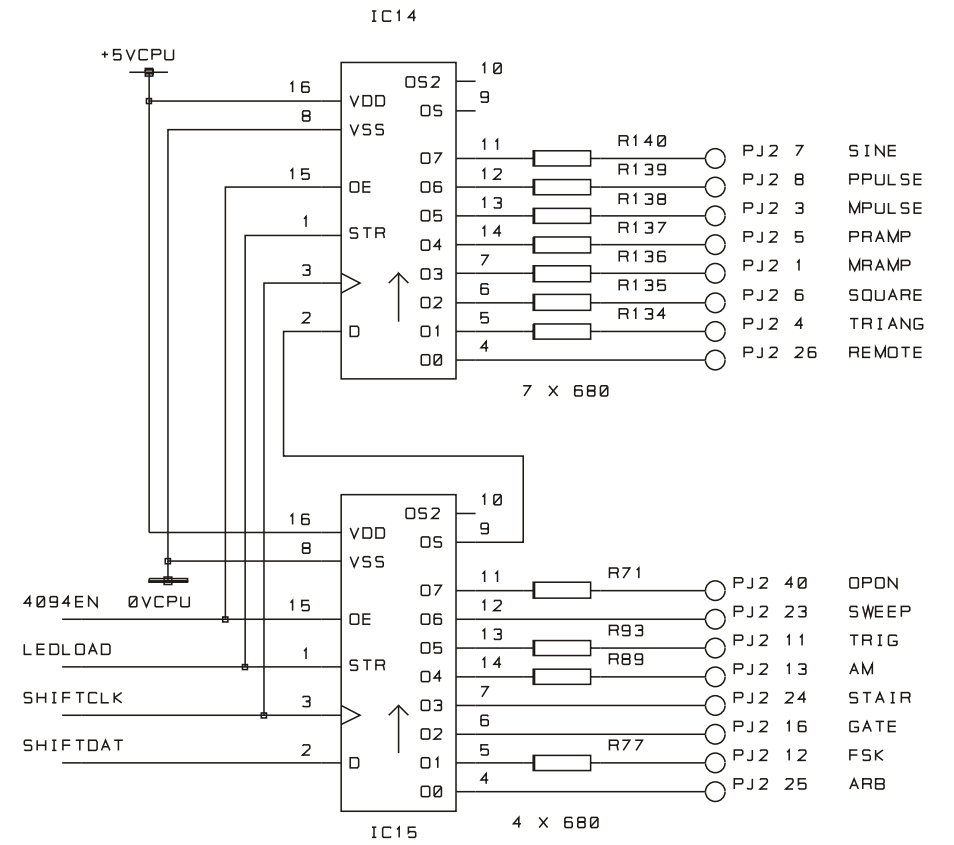 IC14
+5VCPU
16 VDD OS2 10
8 VSS OS 9
O7 11 R140 PJ2 7 SINE
15 OE O6 12 R139 PJ2 8 PPULSE
O5 13 R138 PJ2 3 MPULSE
1 STR O4 14 R137 PJ2 5 PRAMP
3 O3 7 R136 PJ2 1 MRAMP
O2 6 R135 PJ2 6 SQUARE
2 D O1 5 R134 PJ2 4 TRIANG
O0 4 PJ2 26 REMOTE
7 X 680
16 VDD OS2 10
8 VSS OS 9
O7 11 R71 PJ2 40 OPON
4094EN 0VCPU 15 OE O6 12 PJ2 23 SWEEP
O5 13 R93 PJ2 11 TRIG
LEDLOAD 1 STR O4 14 R89 PJ2 13 AM
SHIFTCLK 3 O3 7 PJ2 24 STAIR
O2 6 PJ2 16 GATE
SHIFTDAT 2 D O1 5 R77 PJ2 12 FSK
O0 4 PJ2 25 ARB
IC15
4 X 680